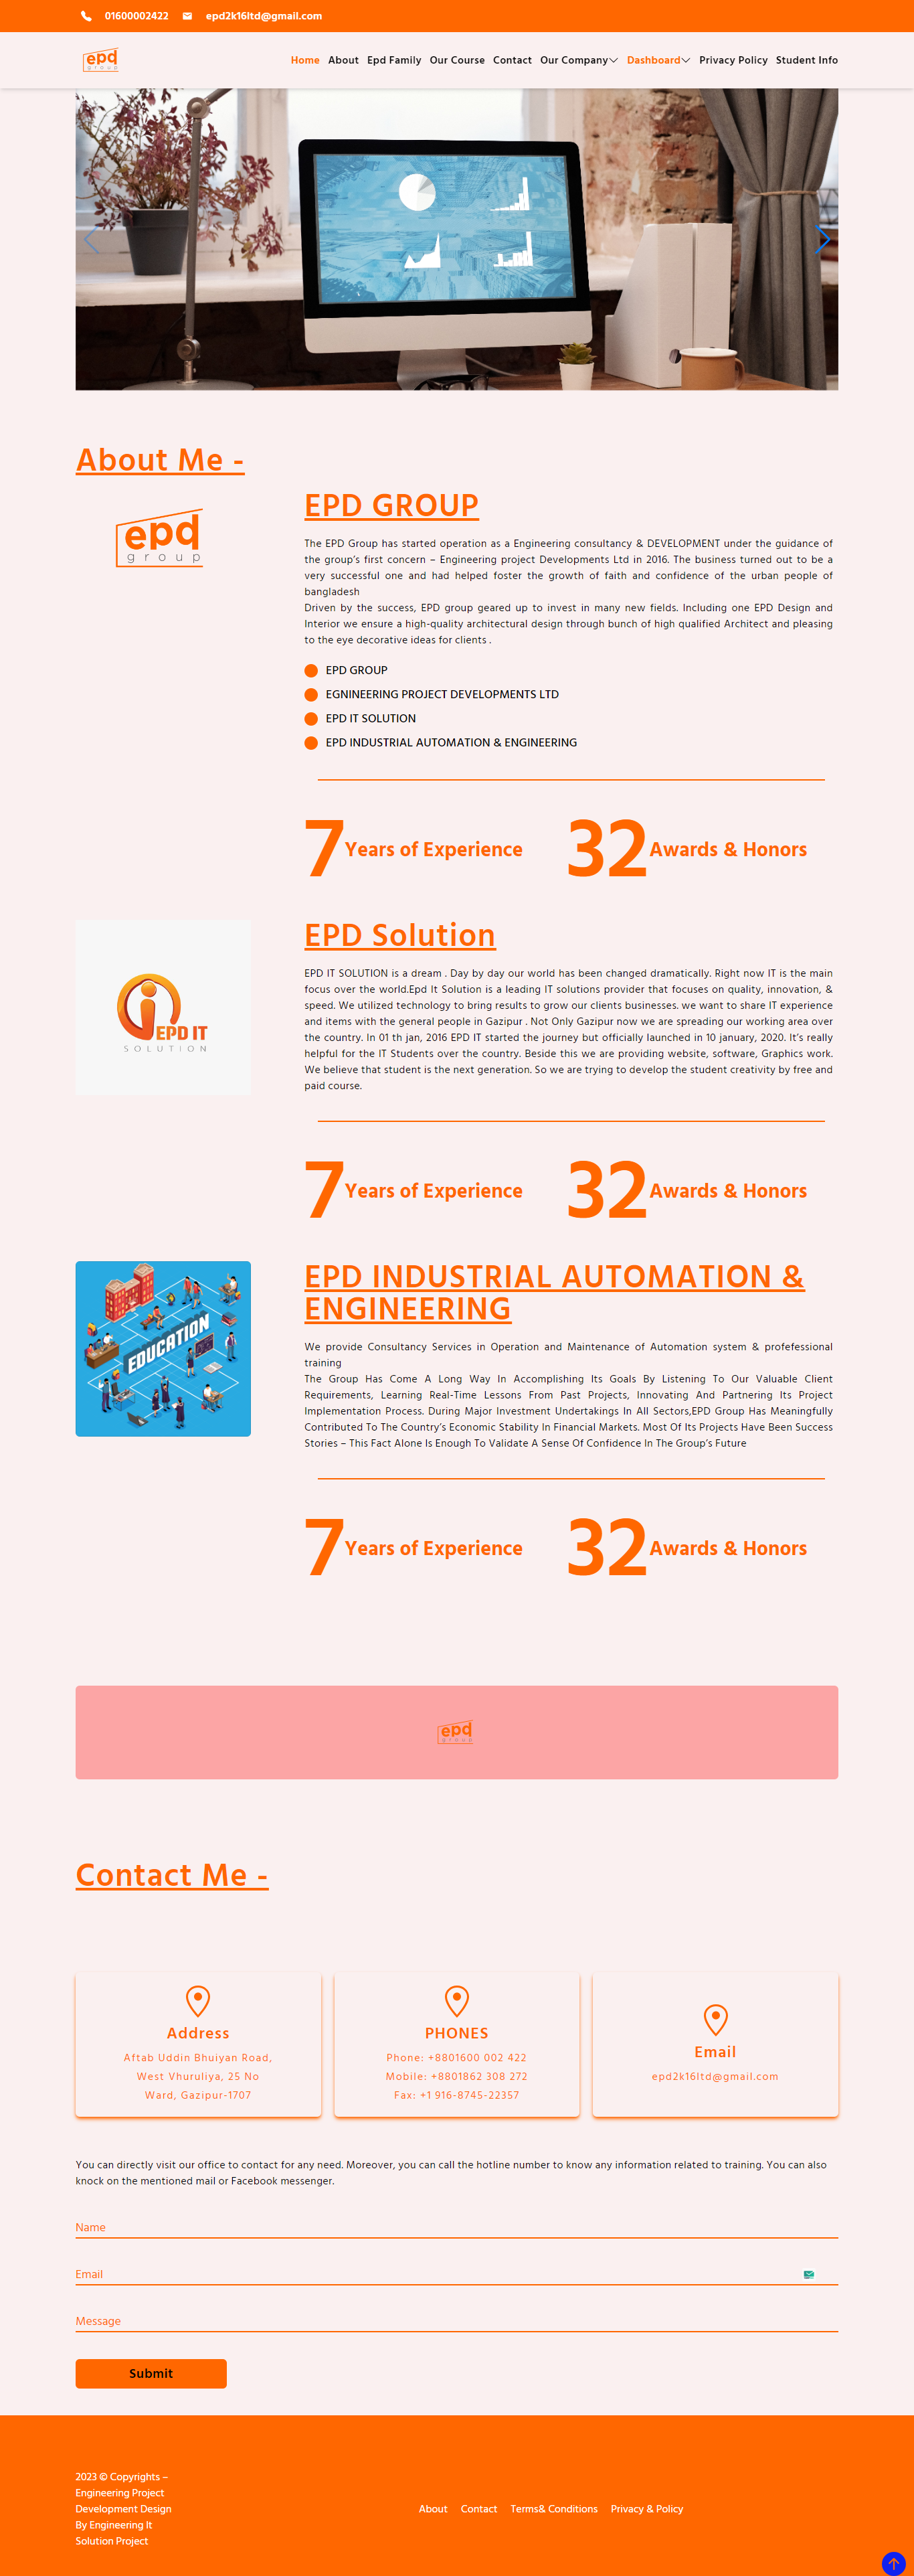 01600002422 epd2k16ltd@gmail.com
epd group
Home About Epd Family Our Course Contact Our Company Dashboard Privacy Policy Student Info
About Me -
epd
group
EPD GROUP
The EPD Group has started operation as a Engineering consultancy & DEVELOPMENT under the guidance of
the group's first concern – Engineering project Developments Ltd in 2016. The business turned out to be a
very successful one and had helped foster the growth of faith and confidence of the urban people of
bangladesh
Driven by the success, EPD group geared up to invest in many new fields. Including one EPD Design and
Interior we ensure a high-quality architectural design through bunch of high qualified Architect and pleasing
to the eye decorative ideas for clients .
EPD GROUP
EGNINEERING PROJECT DEVELOPMENTS LTD
EPD IT SOLUTION
EPD INDUSTRIAL AUTOMATION & ENGINEERING
7 Years of Experience 32 Awards & Honors
EPD IT
SOLUTION
EPD Solution
EPD IT SOLUTION is a dream . Day by day our world has been changed dramatically. Right now IT is the main
focus over the world.Epd It Solution is a leading IT solutions provider that focuses on quality, innovation, &
speed. We utilized technology to bring results to grow our clients businesses. we want to share IT experience
and items with the general people in Gazipur . Not Only Gazipur now we are spreading our working area over
the country. In 01 th jan, 2016 EPD IT started the journey but officially launched in 10 january, 2020. It's really
helpful for the IT Students over the country. Beside this we are providing website, software, Graphics work.
We believe that student is the next generation. So we are trying to develop the student creativity by free and
paid course.
7 Years of Experience 32 Awards & Honors
EDUCATION
EPD INDUSTRIAL AUTOMATION &
ENGINEERING
We provide Consultancy Services in Operation and Maintenance of Automation system & profefessional
training
The Group Has Come A Long Way In Accomplishing Its Goals By Listening To Our Valuable Client
Requirements, Learning Real-Time Lessons From Past Projects, Innovating And Partnering Its Project
Implementation Process. During Major Investment Undertakings In All Sectors,EPD Group Has Meaningfully
Contributed To The Country's Economic Stability In Financial Markets. Most Of Its Projects Have Been Success
Stories – This Fact Alone Is Enough To Validate A Sense Of Confidence In The Group's Future
7 Years of Experience 32 Awards & Honors
epd
group
Contact Me -
Address
Aftab Uddin Bhuiyan Road,
West Vhuruliya, 25 No
Ward, Gazipur-1707
PHONES
Phone: +8801600 002 422
Mobile: +8801862 308 272
Fax: +1 916-8745-22357
Email
epd2k16ltd@gmail.com
You can directly visit our office to contact for any need. Moreover, you can call the hotline number to know any information related to training. You can also
knock on the mentioned mail or Facebook messenger.
Name
Email
Message
Submit
2023 © Copyrights –
Engineering Project
Development Design
By Engineering It
Solution Project
About Contact Terms& Conditions Privacy & Policy